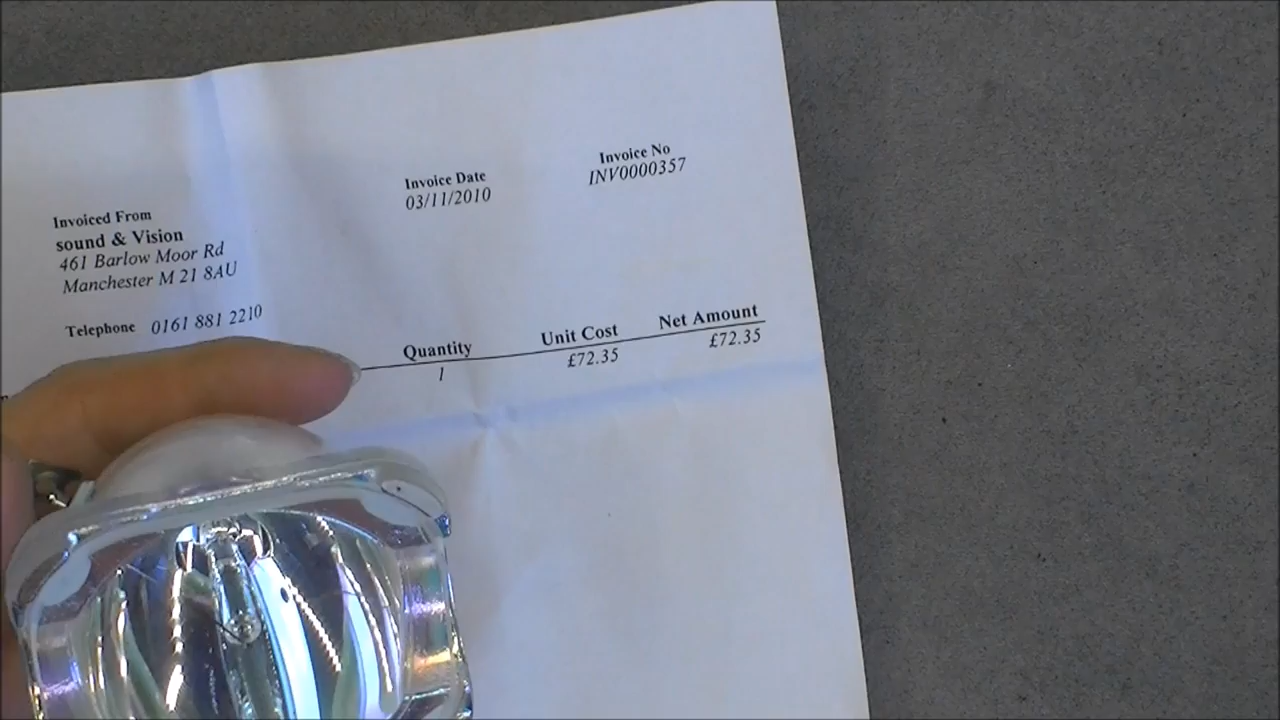 Invoice Date
03/11/2010
Invoice No
INV0000357
Invoiced From
sound & Vision
461 Barlow Moor Rd
Manchester M 21 8AU
Telephone 0161 881 2210
Quantity Unit Cost Net Amount
1 £72.35 £72.35